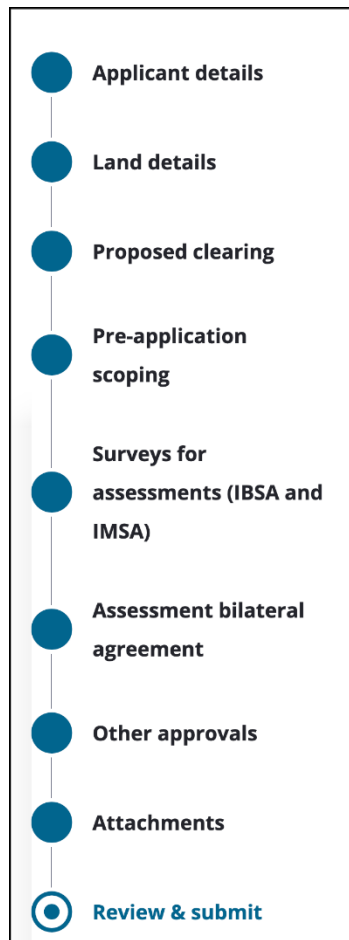 Applicant details
Land details
Proposed clearing
Pre-application
scoping
Surveys for
assessments (IBSA and
IMSA)
Assessment bilateral
agreement
Other approvals
Attachments
Review & submit